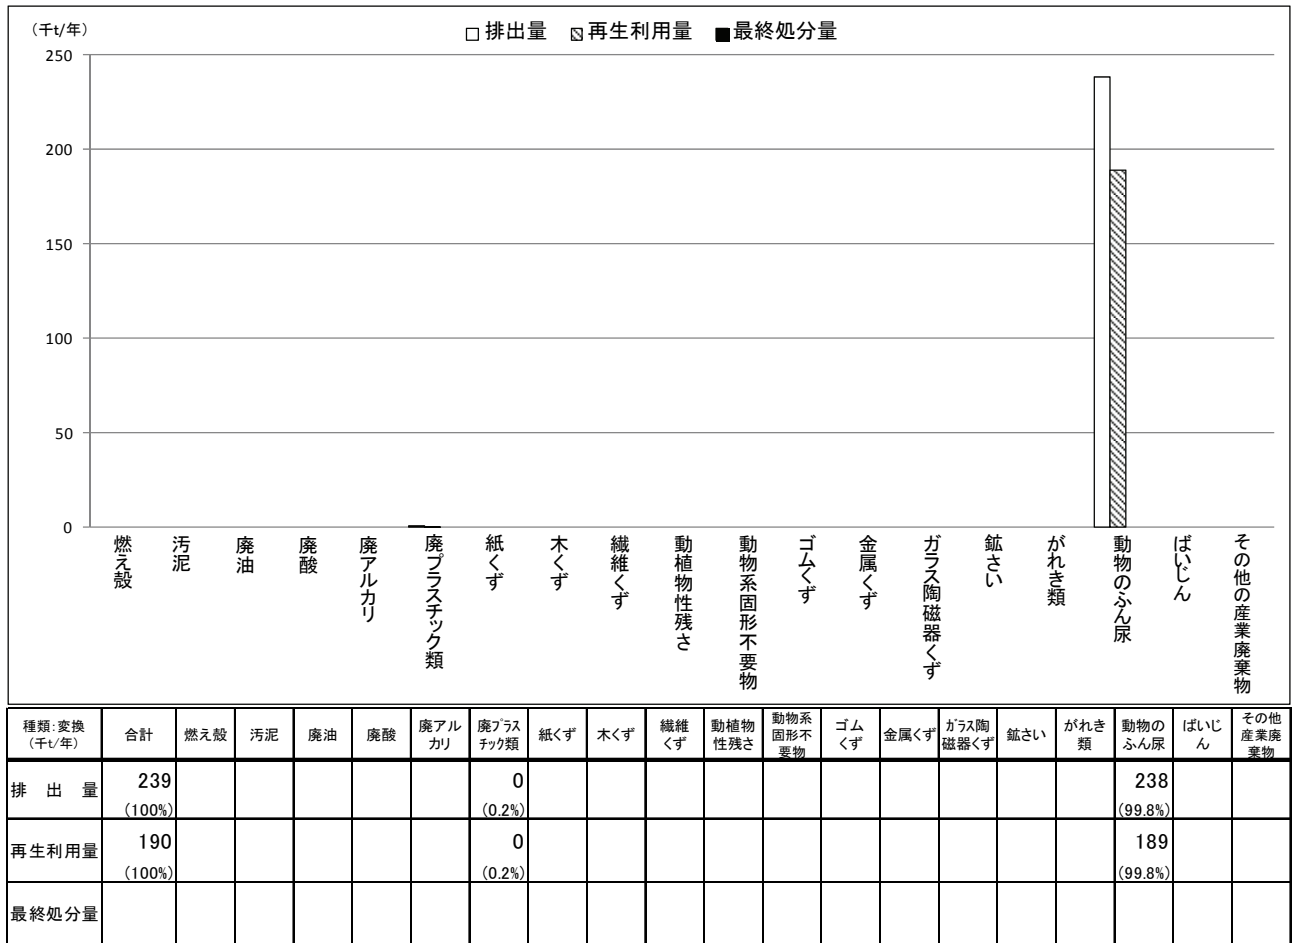 （千t/年）
□排出量 ▧再生利用量 ■最終処分量
250
200
150
100
50
0
燃え殻
汚泥
廃油
廃酸
廃アルカリ
廃プラスチック類
紙くず
木くず
繊維くず
動植物性残さ
動物系固形不要物
ゴムくず
金属くず
ガラス陶磁器くず
鉱さい
がれき類
動物のふん尿
ばいじん
その他の産業廃棄物
種類:変換
（千t/年）
合計
燃え殻
汚泥
廃油
廃酸
廃アル
カリ
廃プラス
チック類
紙くず
木くず
繊維
くず
動植物
性残さ
動物系
固形不
要物
ゴム
くず
金属くず
ガラス陶
磁器くず
鉱さい
がれき
類
動物の
ふん尿
ばいじ
ん
その他
産業廃
棄物
排 出 量 239 0 238
(100%) (0.2%) (99.8%)
再生利用量 190 0 189
(100%) (0.2%) (99.8%)
最終処分量